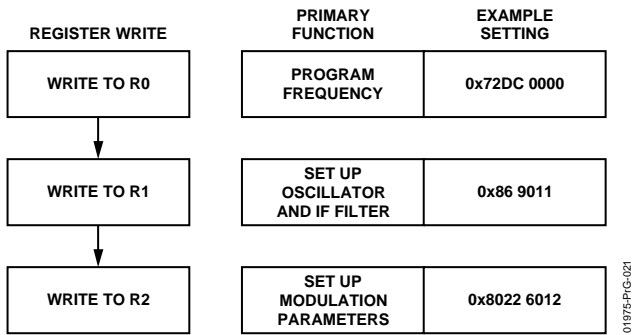 REGISTER WRITE
PRIMARY
FUNCTION
EXAMPLE
SETTING
WRITE TO R0
PROGRAM
FREQUENCY
0x72DC 0000
WRITE TO R1
SET UP
OSCILLATOR
AND IF FILTER
0x86 9011
WRITE TO R2
SET UP
MODULATION
PARAMETERS
0x8022 6012
01975-PrG-021